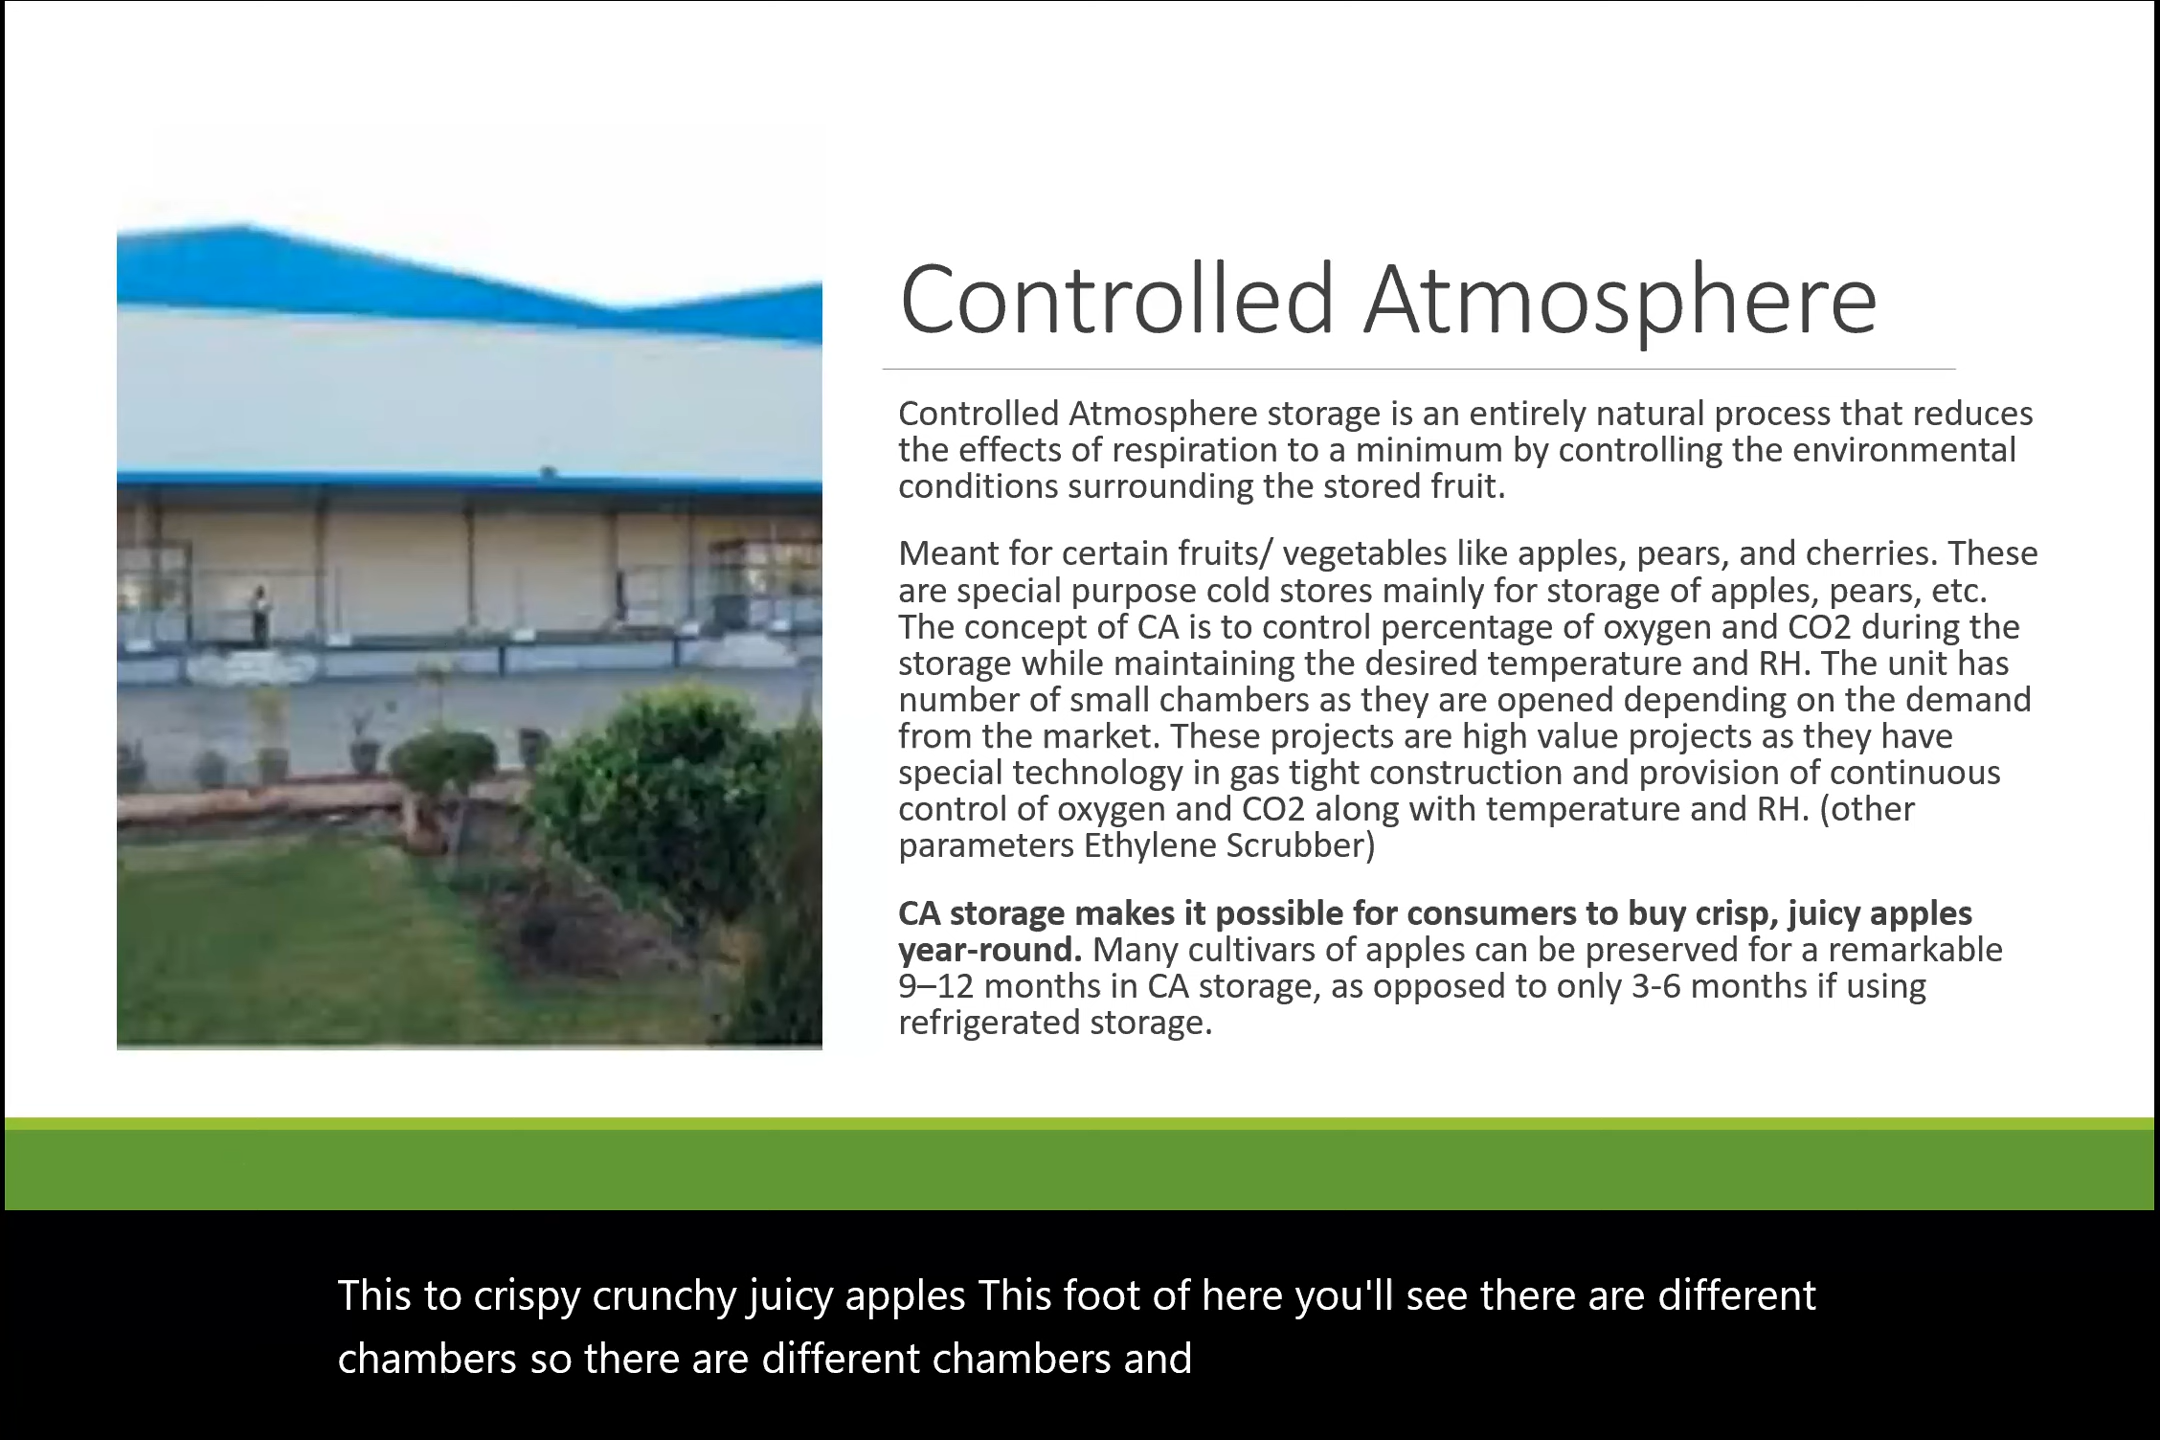 Controlled Atmosphere
Controlled Atmosphere storage is an entirely natural process that reduces
the effects of respiration to a minimum by controlling the environmental
conditions surrounding the stored fruit.
Meant for certain fruits/ vegetables like apples, pears, and cherries. These
are special purpose cold stores mainly for storage of apples, pears, etc.
The concept of CA is to control percentage of oxygen and CO2 during the
storage while maintaining the desired temperature and RH. The unit has
number of small chambers as they are opened depending on the demand
from the market. These projects are high value projects as they have
special technology in gas tight construction and provision of continuous
control of oxygen and CO2 along with temperature and RH. (other
parameters Ethylene Scrubber)
CA storage makes it possible for consumers to buy crisp, juicy apples
year-round. Many cultivars of apples can be preserved for a remarkable
9–12 months in CA storage, as opposed to only 3-6 months if using
refrigerated storage.
This to crispy crunchy juicy apples This foot of here you'll see there are different
chambers so there are different chambers and